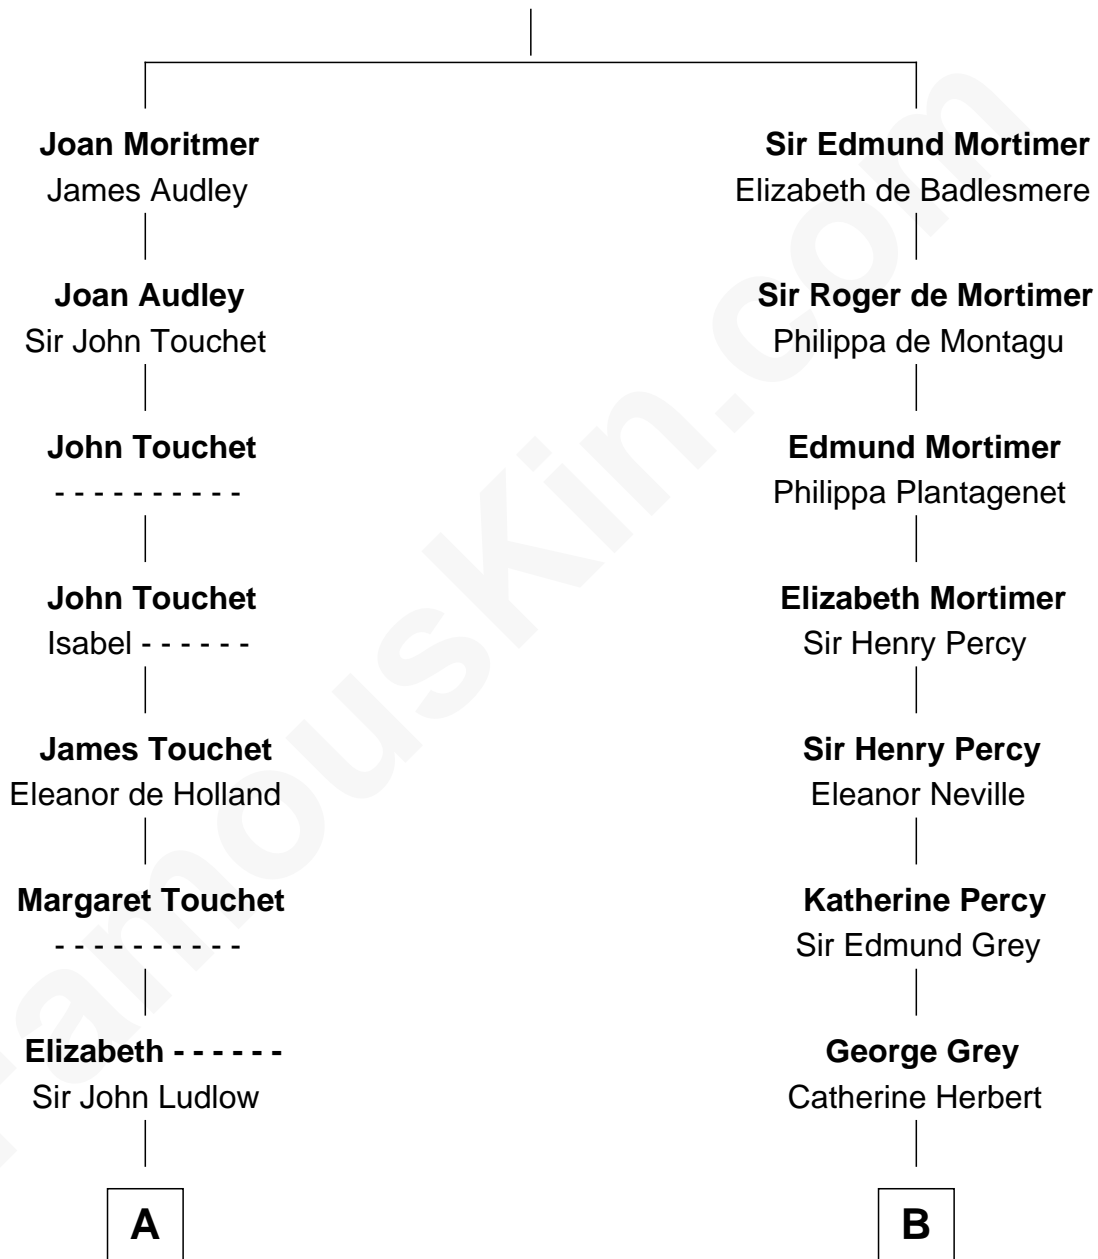 Joan Moritmer
James Audley
Joan Audley
Sir John Touchet
John Touchet
- - - - - - - - - -
John Touchet
Isabel - - - - - -
James Touchet
Eleanor de Holland
Margaret Touchet
- - - - - - - - - -
Elizabeth - - - - - -
Sir John Ludlow
A
Sir Edmund Mortimer
Elizabeth de Badlesmere
Sir Roger de Mortimer
Philippa de Montagu
Edmund Mortimer
Philippa Plantagenet
Elizabeth Mortimer
Sir Henry Percy
Sir Henry Percy
Eleanor Neville
Katherine Percy
Sir Edmund Grey
George Grey
Catherine Herbert
B
FamousKin.com